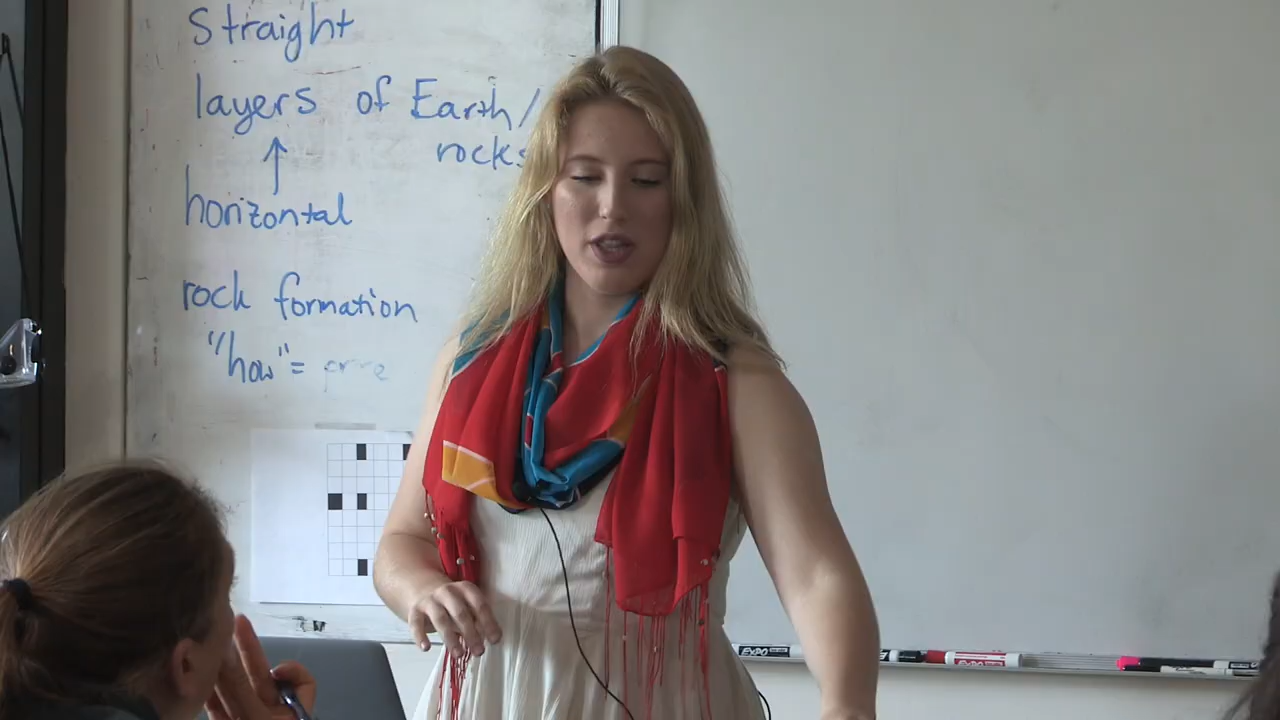 Straight
layers of Earth/
rocks
horizontal
rock formation
"how"=
EXPO
EXPO